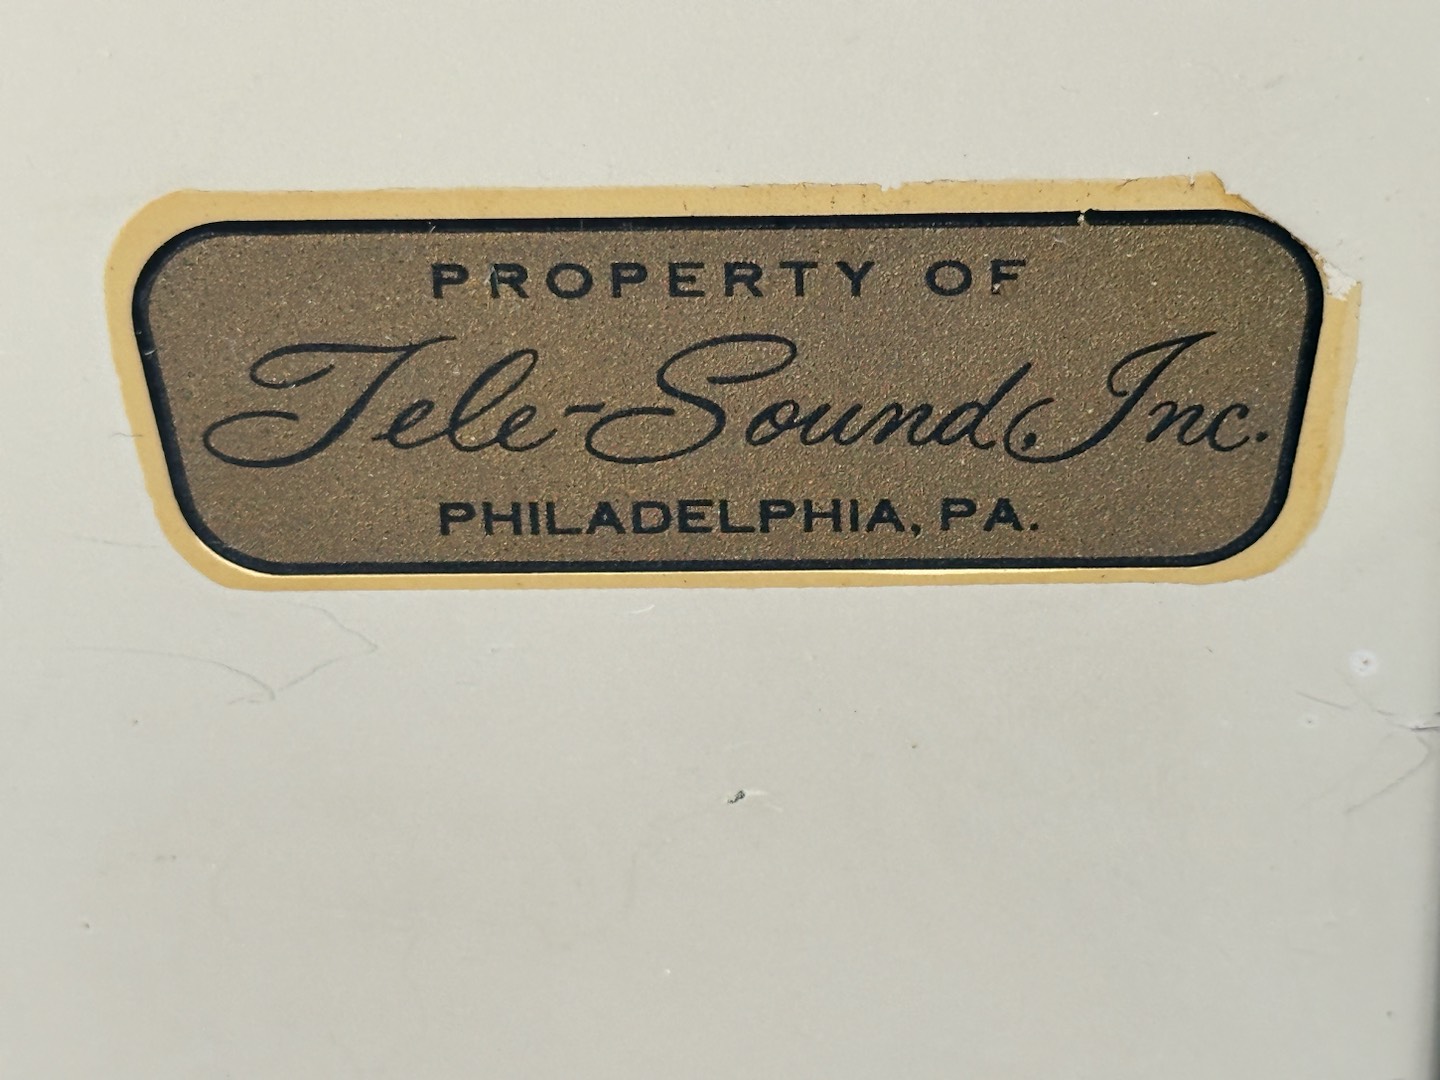 PROPERTY OF
Tele-Sound, Inc.
PHILADELPHIA, PA.